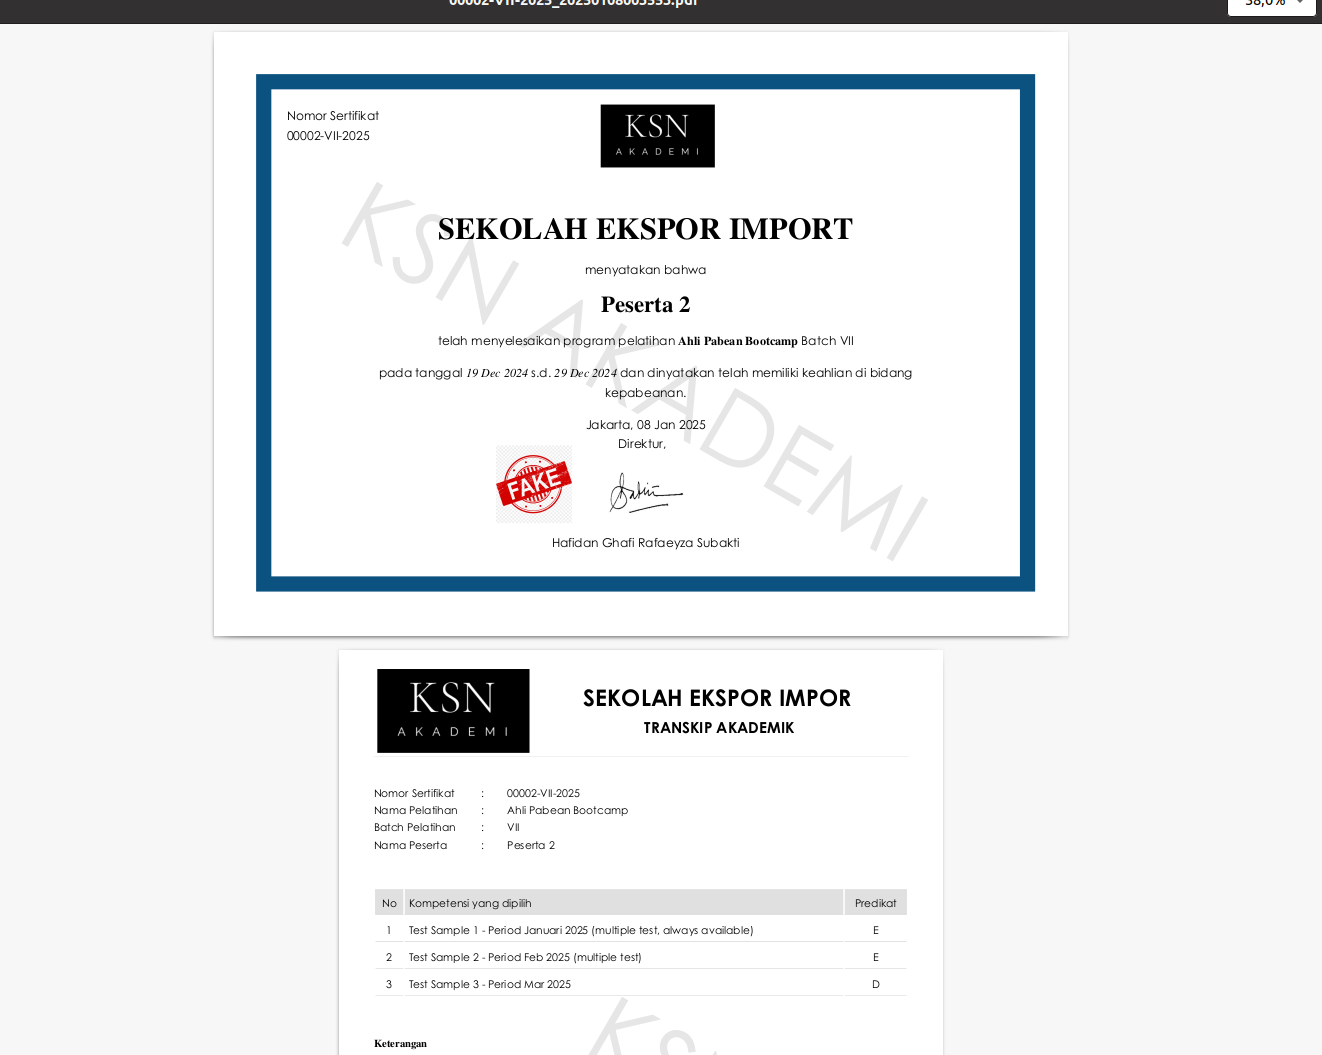 00002-VII-2025_20250108005555.pdf
58,0%
Nomor Sertifikat
00002-VII-2025
KSN
AKADEMI
KSN AKADEMI
SEKOLAH EKSPOR IMPORT
menyatakan bahwa
Peserta 2
telah menyelesaikan program pelatihan Ahli Pabean Bootcamp Batch VII
pada tanggal 19 Dec 2024 s.d. 29 Dec 2024 dan dinyatakan telah memiliki keahlian di bidang
kepabeanan.
Jakarta, 08 Jan 2025
Direktur,
FAKE
Hafidan Ghafi Rafaeyza Subakti
KSN
AKADEMI
SEKOLAH EKSPOR IMPOR
TRANSKIP AKADEMIK
Nomor Sertifikat : 00002-VII-2025
Nama Pelatihan : Ahli Pabean Bootcamp
Batch Pelatihan : VII
Nama Peserta : Peserta 2
No Kompetensi yang dipilih Predikat
1 Test Sample 1 - Period Januari 2025 (multiple test, always available) E
2 Test Sample 2 - Period Feb 2025 (multiple test) E
3 Test Sample 3 - Period Mar 2025 D
KS
Keterangan